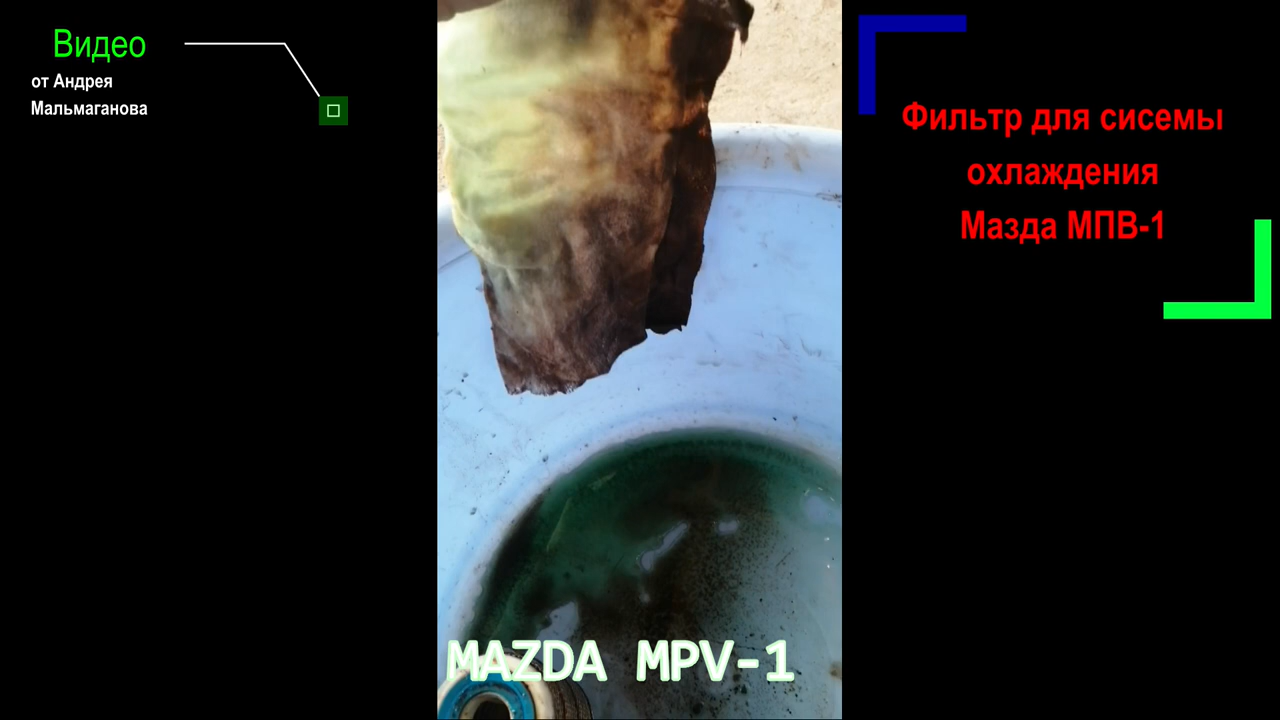 Видео
от Андрея
Мальмаганова
Фильтр для сисемы
охлаждения
Мазда МПВ-1
MAZDA MPV-1